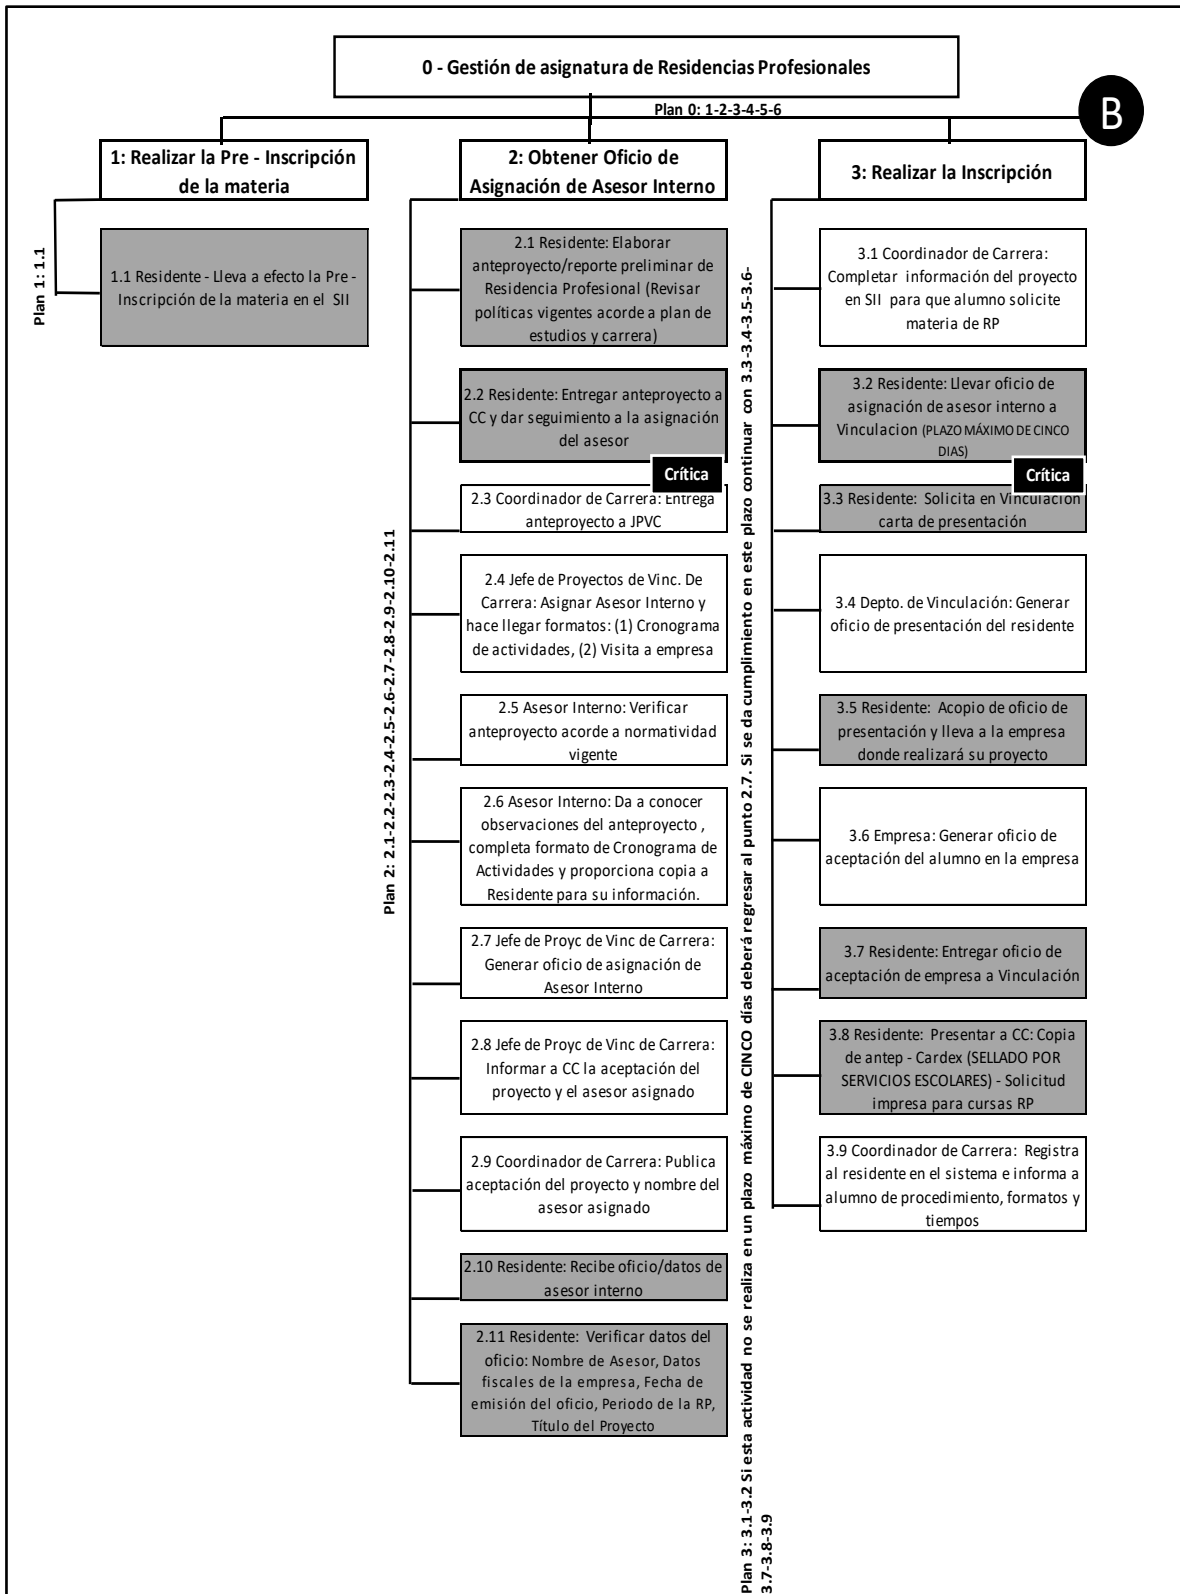 0 - Gestión de asignatura de Residencias Profesionales
Plan 0: 1-2-3-4-5-6
B
1: Realizar la Pre - Inscripción
de la materia
Plan 1: 1.1
1.1 Residente - Lleva a efecto la Pre -
Inscripción de la materia en el SII
2: Obtener Oficio de
Asignación de Asesor Interno
Plan 2: 2.1-2.2-2.3-2.4-2.5-2.6-2.7-2.8-2.9-2.10-2.11
2.1 Residente: Elaborar
anteproyecto/reporte preliminar de
Residencia Profesional (Revisar
políticas vigentes acorde a plan de
estudios y carrera)
2.2 Residente: Entregar anteproyecto a
CC y dar seguimiento a la asignación
del asesor
Crítica
2.3 Coordinador de Carrera: Entrega
anteproyecto a JPVC
2.4 Jefe de Proyectos de Vinc. De
Carrera: Asignar Asesor Interno y
hace llegar formatos: (1) Cronograma
de actividades, (2) Visita a empresa
2.5 Asesor Interno: Verificar
anteproyecto acorde a normatividad
vigente
2.6 Asesor Interno: Da a conocer
observaciones del anteproyecto ,
completa formato de Cronograma de
Actividades y proporciona copia a
Residente para su información.
2.7 Jefe de Proyc de Vinc de Carrera:
Generar oficio de asignación de
Asesor Interno
2.8 Jefe de Proyc de Vinc de Carrera:
Informar a CC la aceptación del
proyecto y el asesor asignado
2.9 Coordinador de Carrera: Publica
aceptación del proyecto y nombre del
asesor asignado
2.10 Residente: Recibe oficio/datos de
asesor interno
2.11 Residente: Verificar datos del
oficio: Nombre de Asesor, Datos
fiscales de la empresa, Fecha de
emisión del oficio, Periodo de la RP,
Título del Proyecto
3: Realizar la Inscripción
Plan 3: 3.1-3.2 Si esta actividad no se realiza en un plazo máximo de CINCO días deberá regresar al punto 2.7. Si se da cumplimiento en este plazo continuar con 3.3-3.4-3.5-3.6-
3.7-3.8-3.9
3.1 Coordinador de Carrera:
Completar información del proyecto
en SII para que alumno solicite
materia de RP
3.2 Residente: Llevar oficio de
asignación de asesor interno a
Vinculacion (PLAZO MÁXIMO DE CINCO
DIAS)
Crítica
3.3 Residente: Solicita en Vinculación
carta de presentación
3.4 Depto. de Vinculación: Generar
oficio de presentación del residente
3.5 Residente: Acopio de oficio de
presentación y lleva a la empresa
donde realizará su proyecto
3.6 Empresa: Generar oficio de
aceptación del alumno en la empresa
3.7 Residente: Entregar oficio de
aceptación de empresa a Vinculación
3.8 Residente: Presentar a CC: Copia
de antep - Cardex (SELLADO POR
SERVICIOS ESCOLARES) - Solicitud
impresa para cursas RP
3.9 Coordinador de Carrera: Registra
al residente en el sistema e informa a
alumno de procedimiento, formatos y
tiempos